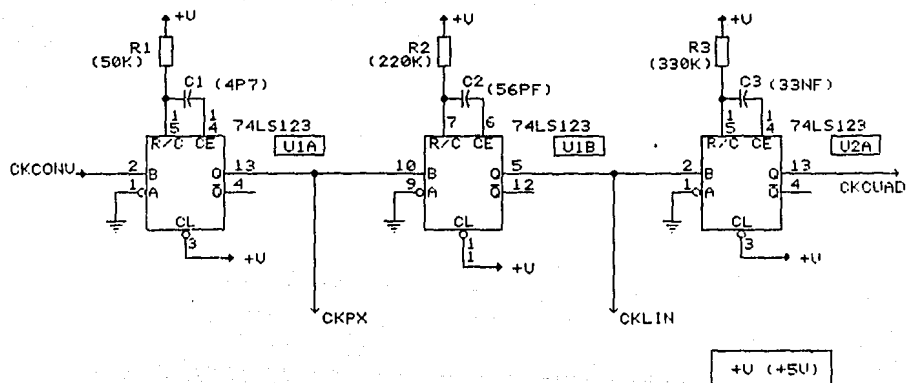 +V
R1
(50K)
C1 (4P7)
15
14
R/C CE
74LS123
U1A
CKCONV
2 B
1 A
Q 13
Q 4
CL
3
+V
CKPX
+V
R2
(220K)
C2
(56PF)
7
6
R/C CE
74LS123
U1B
10 B
9 A
Q 5
Q 12
CL
11
+V
CKLIN
+V
R3
(330K)
C3 (33NF)
15
14
R/C CE
74LS123
U2A
2 B
1 A
Q 13
Q 4
CL
3
+V
CKCUAD
+V (+5V)